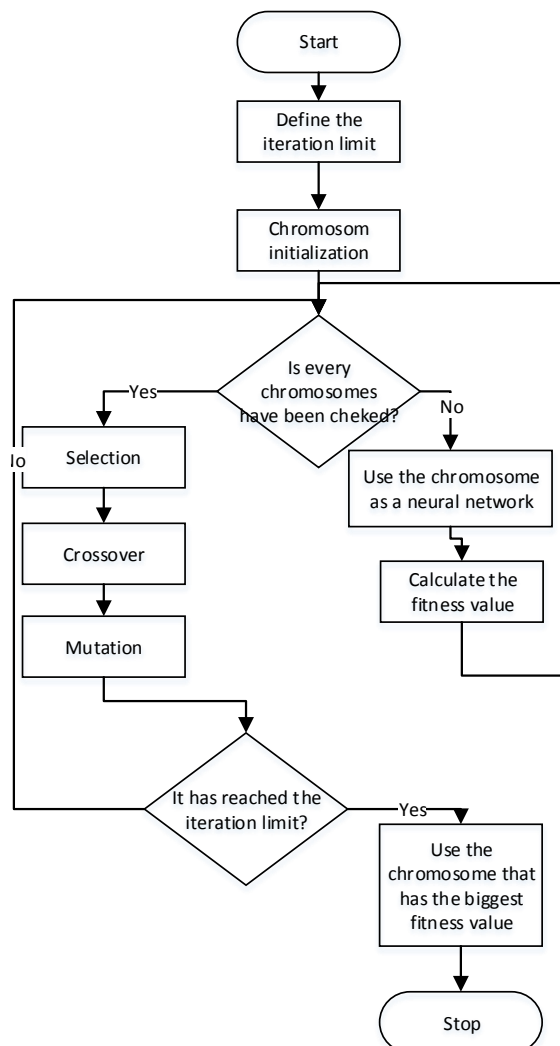 Start
Define the
iteration limit
Chromosom
initialization
Is every
chromosomes
have been cheked?
Yes
No
Selection
Use the chromosome
as a neural network
Crossover
Calculate the
fitness value
Mutation
It has reached the
iteration limit?
Yes
Use the
chromosome that
has the biggest
fitness value
Stop